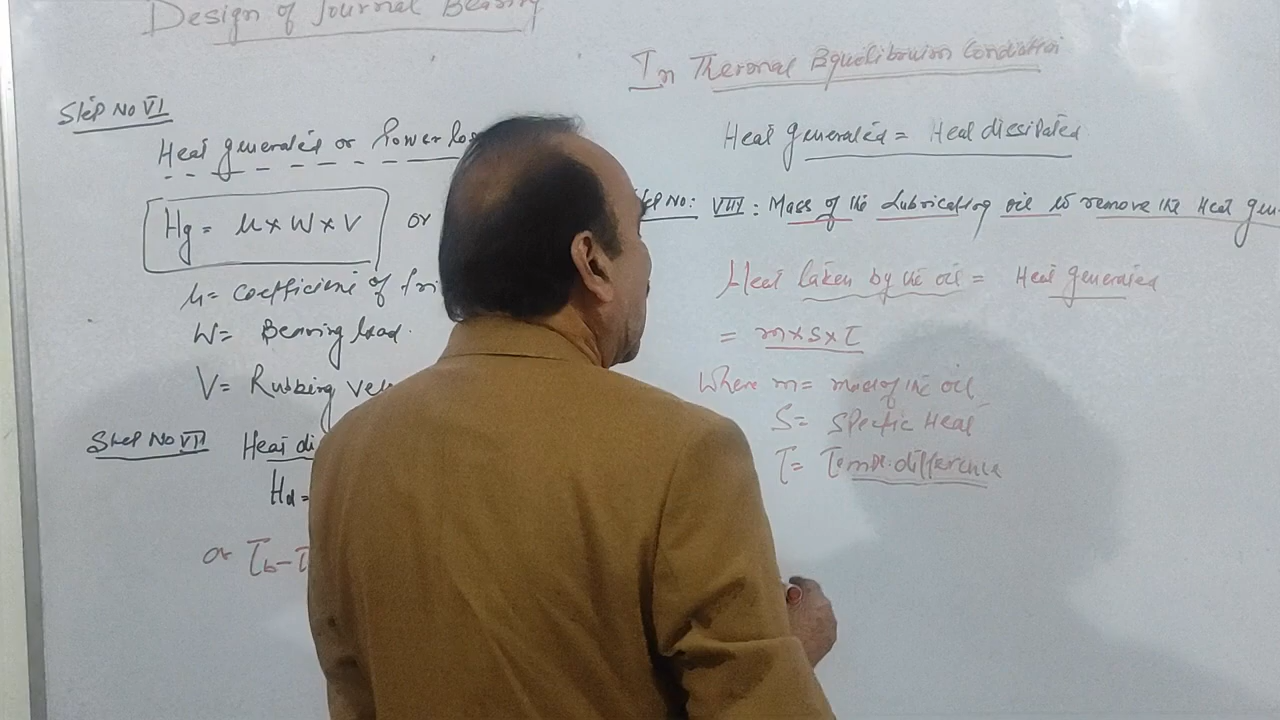 Design of Journal Bearing
Step No VI
Heat generated or Power los
Hg = μ × W × V or
μ = coefficient of fri
W = Bearing load.
V = Rubbing Vel
Step No VII Heat di
Hd =
or Tb - T
In Thermal Equilibrium Condition
Heat generated = Heat dissipated
ep No: VIII : Mass of the Lubricating oil to remove the Heat gen
Heat taken by the oil = Heat generated
= m × S × T
Where m = mass of the oil
S = Specific Heat
T = Temp. difference